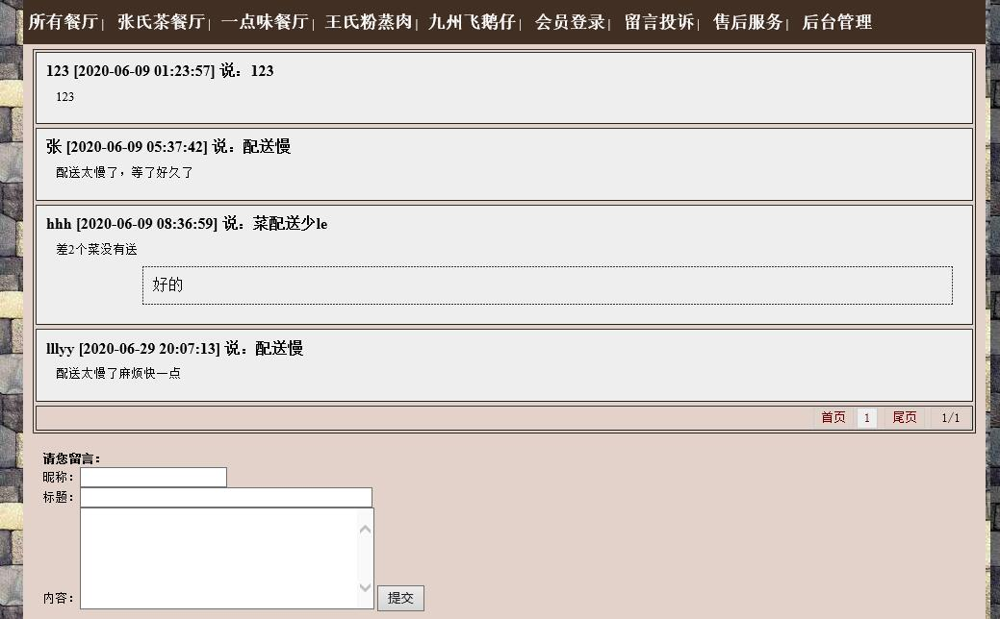 所有餐厅| 张氏茶餐厅| 一点味餐厅| 王氏粉蒸肉| 九州飞鹅仔| 会员登录| 留言投诉| 售后服务| 后台管理
123 [2020-06-09 01:23:57] 说：123
123
张 [2020-06-09 05:37:42] 说：配送慢
配送太慢了，等了好久了
hhh [2020-06-09 08:36:59] 说：菜配送少le
差2个菜没有送
好的
lllyy [2020-06-29 20:07:13] 说：配送慢
配送太慢了麻烦快一点
首页 1 尾页 1/1
请您留言：
昵称：
标题：
内容： 提交